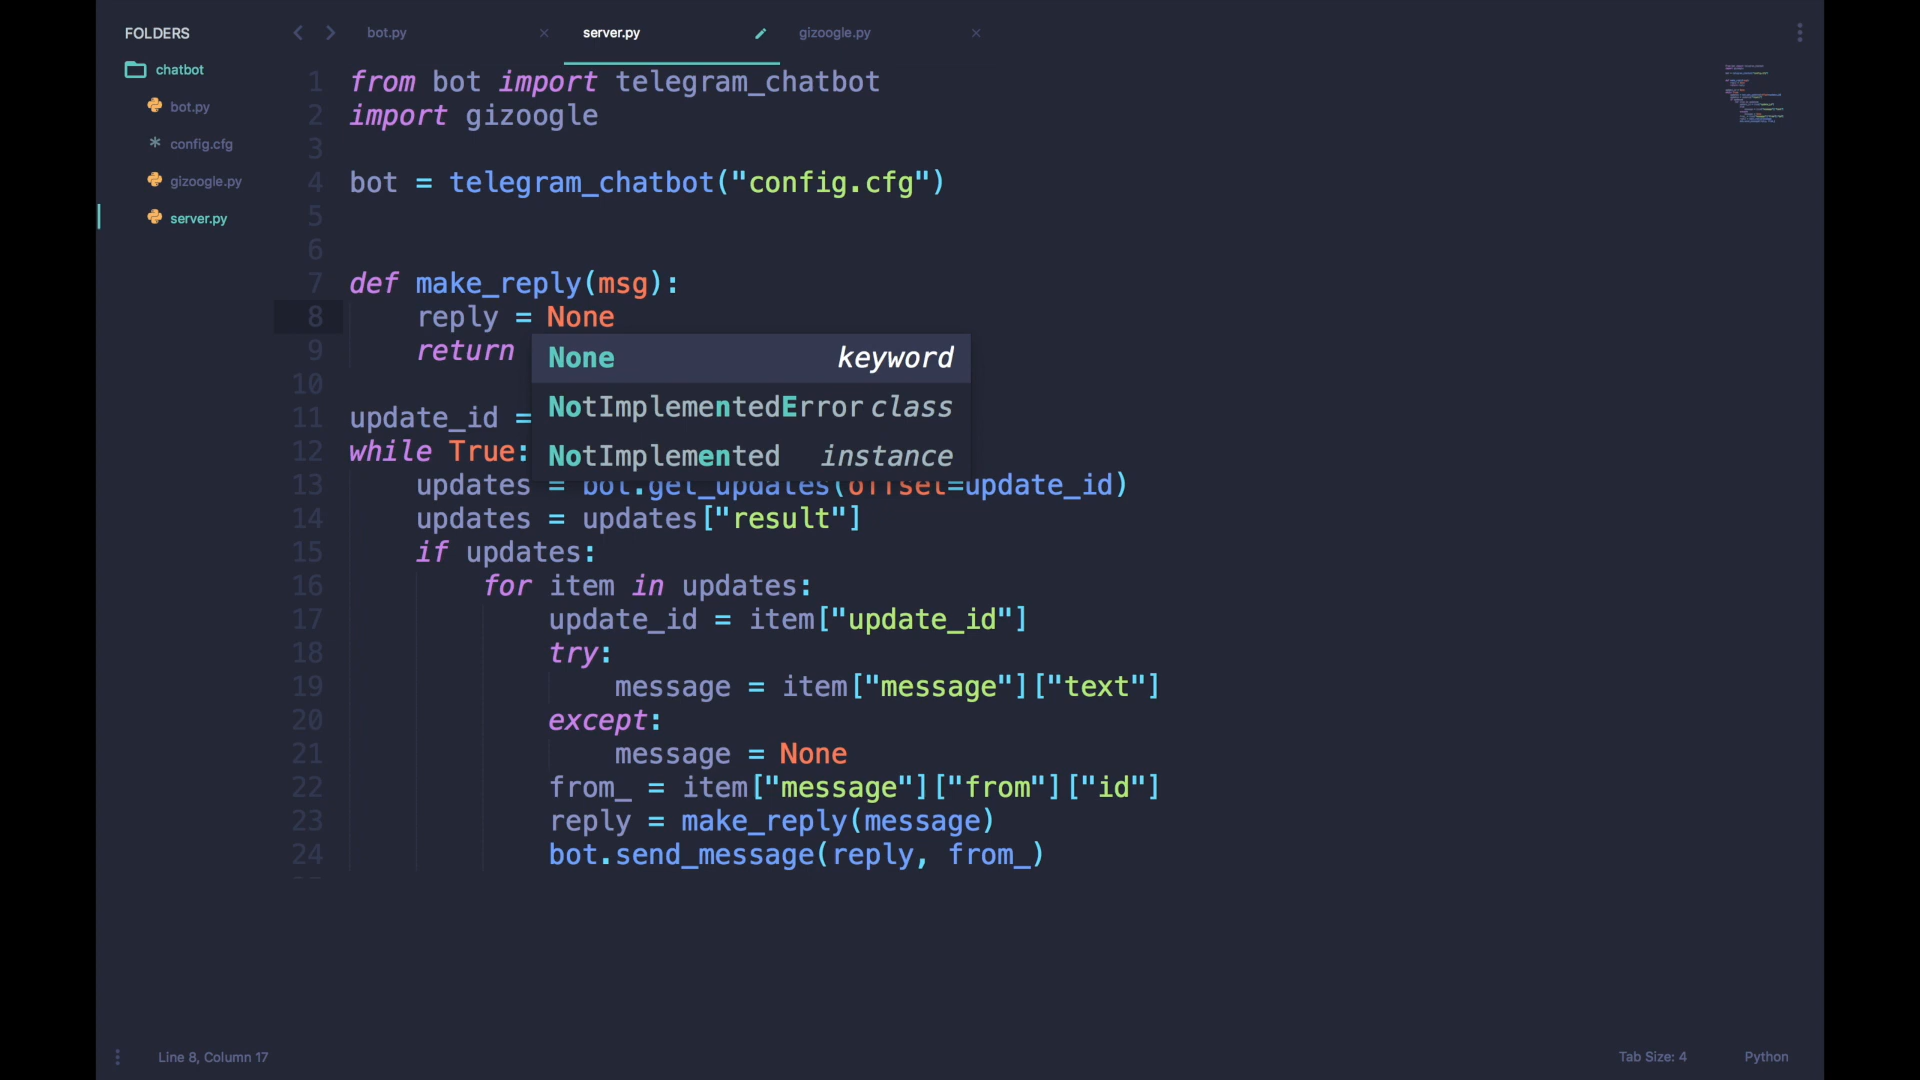 FOLDERS
chatbot
bot.py
config.cfg
gizoogle.py
server.py
bot.py
server.py
gizoogle.py
1 from bot import telegram_chatbot
2 import gizoogle
3
4 bot = telegram_chatbot("config.cfg")
5
6
7 def make_reply(msg):
8 reply = None
9 return
None keyword
NotImplementedError class
NotImplemented instance
10
11 update_id =
12 while True:
13 updates = bot.get_updates(offset=update_id)
14 updates = updates["result"]
15 if updates:
16 for item in updates:
17 update_id = item["update_id"]
18 try:
19 message = item["message"]["text"]
20 except:
21 message = None
22 from_ = item["message"]["from"]["id"]
23 reply = make_reply(message)
24 bot.send_message(reply, from_)
Line 8, Column 17
Tab Size: 4
Python